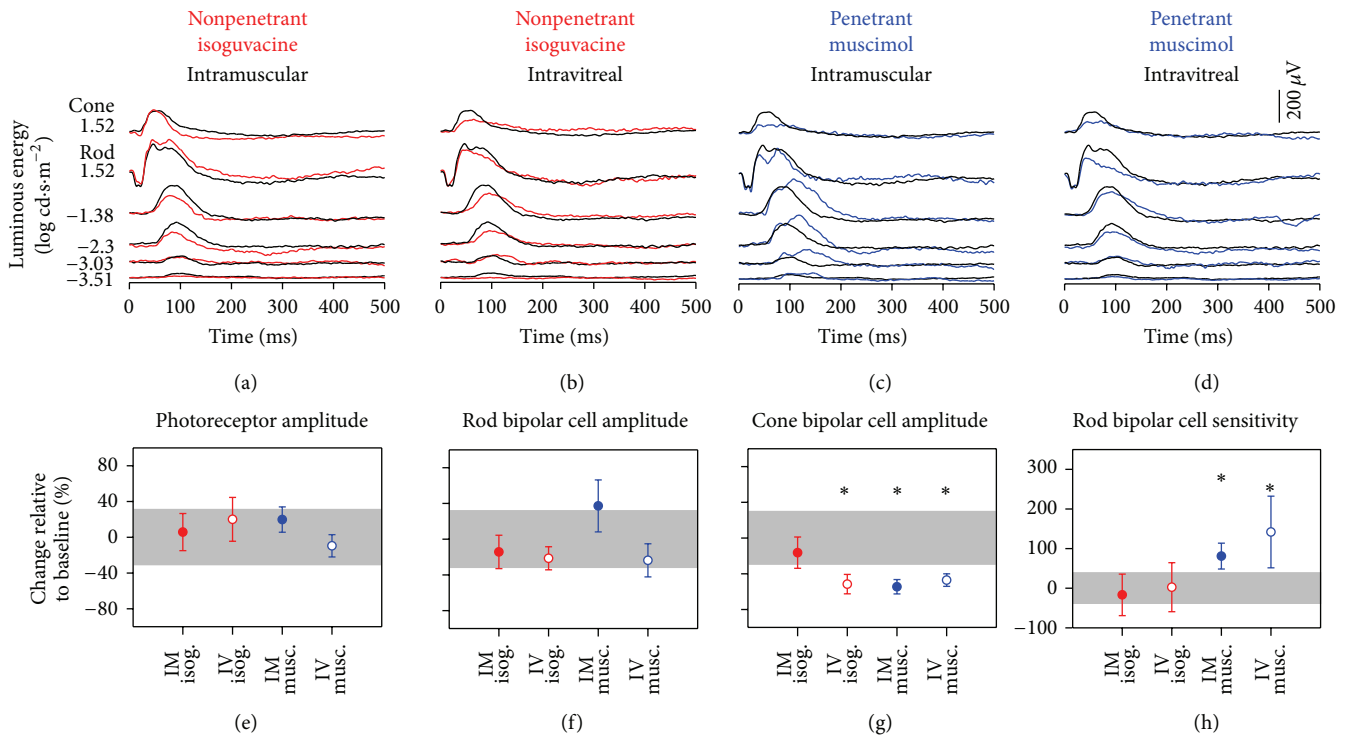 Nonpenetrant
isoguvacine
Intramuscular
Nonpenetrant
isoguvacine
Intravitreal
Penetrant
muscimol
Intramuscular
Penetrant
muscimol
Intravitreal
200 μV
Luminous energy
(log cd·s·m−2)
Cone
1.52
Rod
1.52
−1.38
−2.3
−3.03
−3.51
0 100 200 300 400 500
Time (ms)
(a)
0 100 200 300 400 500
Time (ms)
(b)
0 100 200 300 400 500
Time (ms)
(c)
0 100 200 300 400 500
Time (ms)
(d)
Photoreceptor amplitude
Change relative
to baseline (%)
80
40
0
−40
−80
IM isog.
IV isog.
IM musc.
IV musc.
(e)
Rod bipolar cell amplitude
IM isog.
IV isog.
IM musc.
IV musc.
(f)
Cone bipolar cell amplitude
* * *
IM isog.
IV isog.
IM musc.
IV musc.
(g)
Rod bipolar cell sensitivity
300
200
100
0
−100
* *
IM isog.
IV isog.
IM musc.
IV musc.
(h)